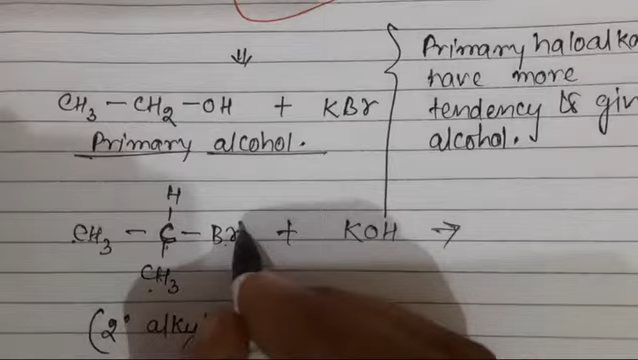 Primary haloalka
have more
tendency to give
alcohol.
CH3 - CH2 - OH + KBr
Primary alcohol.
H
CH3 - C - Br + KOH →
CH3
(2° alky